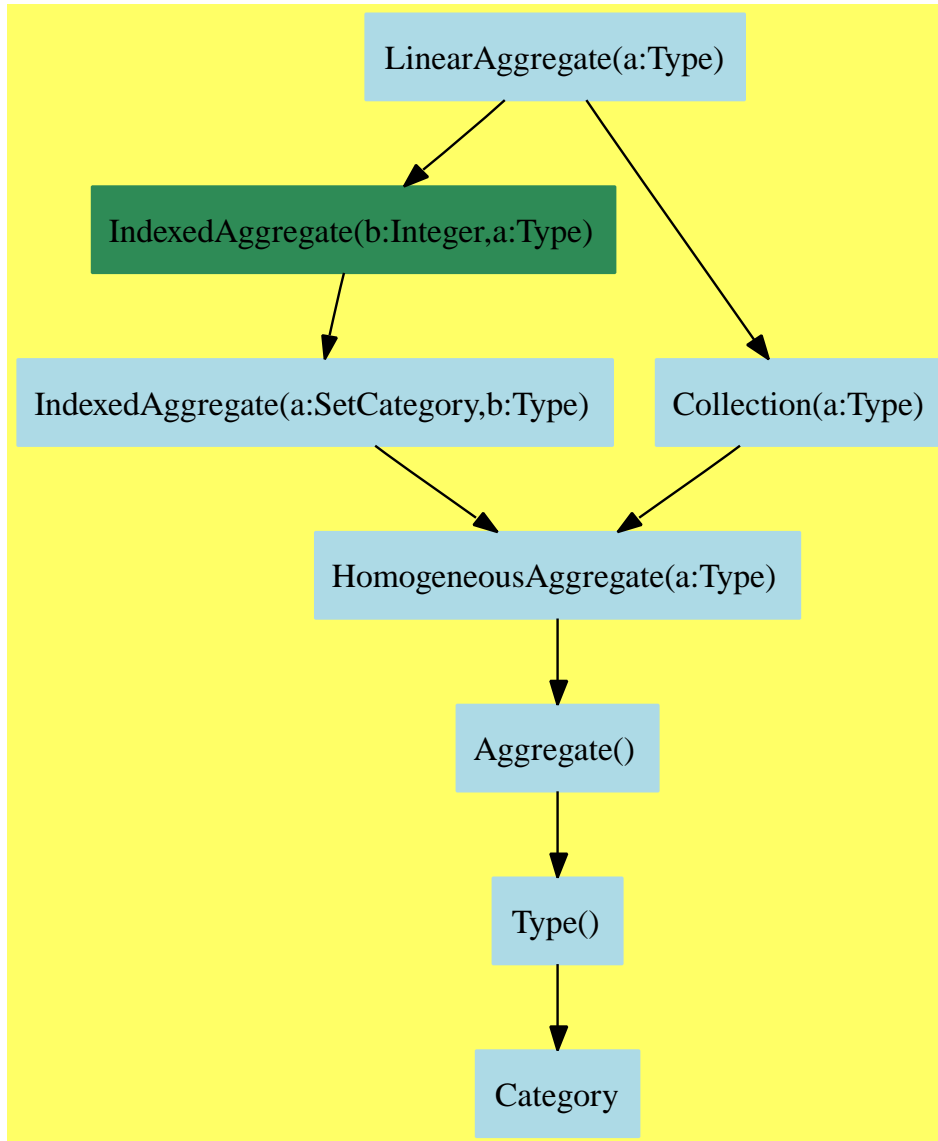 LinearAggregate(a:Type)
IndexedAggregate(b:Integer,a:Type)
IndexedAggregate(a:SetCategory,b:Type)
Collection(a:Type)
HomogeneousAggregate(a:Type)
Aggregate()
Type()
Category